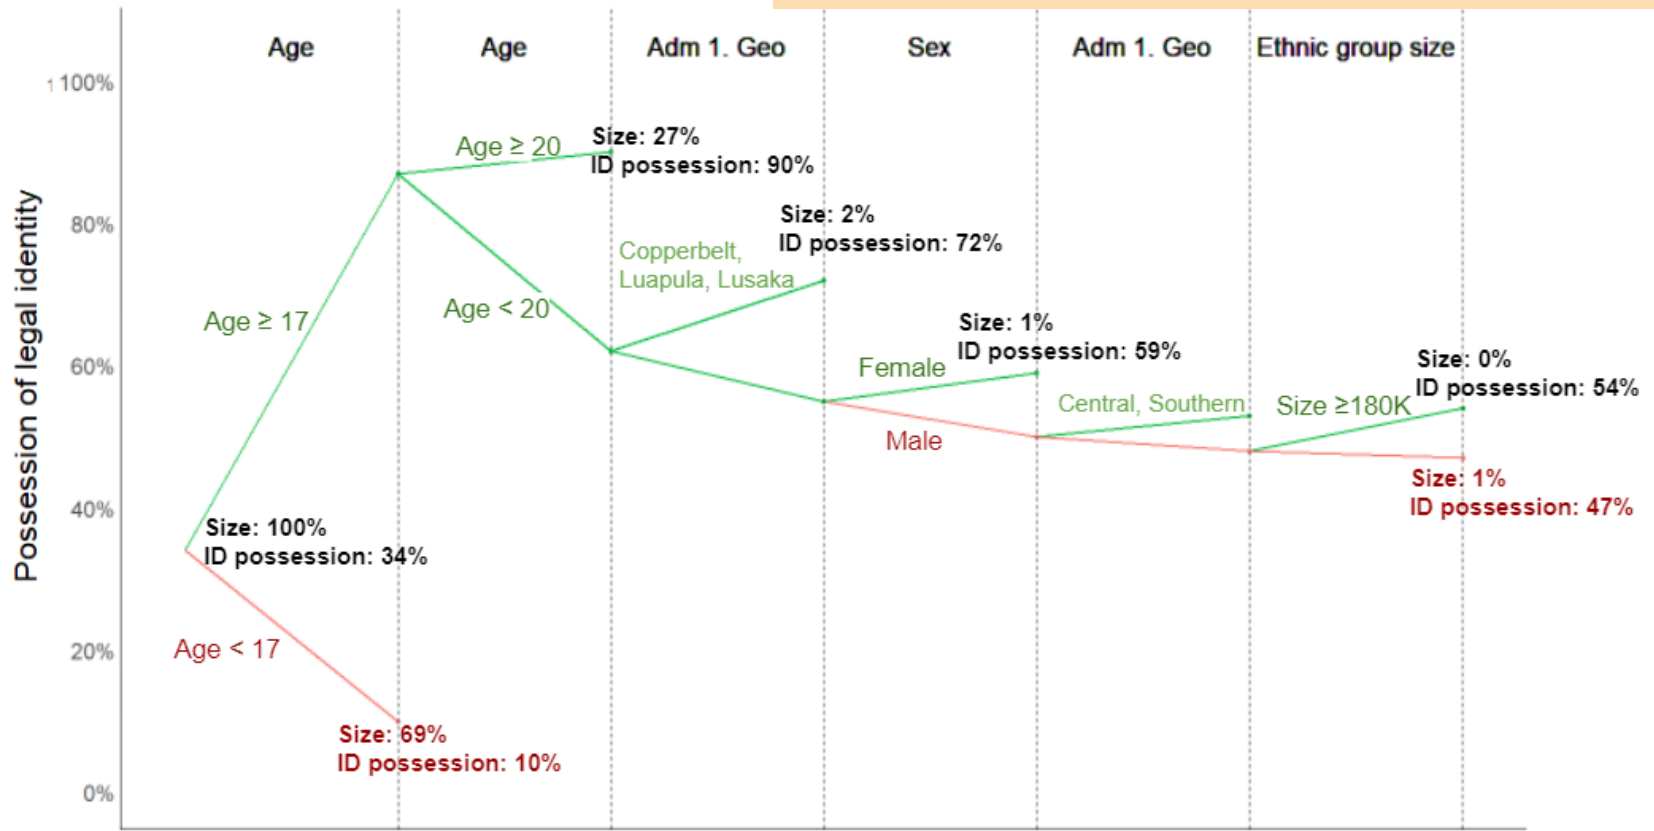 Age
Age
Adm 1. Geo
Sex
Adm 1. Geo
Ethnic group size
Possession of legal identity
1 100%
80%
60%
40%
20%
0%
Age ≥ 17
Age < 17
Size: 100%
ID possession: 34%
Size: 69%
ID possession: 10%
Age ≥ 20
Age < 20
Size: 27%
ID possession: 90%
Copperbelt,
Luapula, Lusaka
Size: 2%
ID possession: 72%
Female
Male
Size: 1%
ID possession: 59%
Central, Southern
Size ≥180K
Size: 0%
ID possession: 54%
Size: 1%
ID possession: 47%